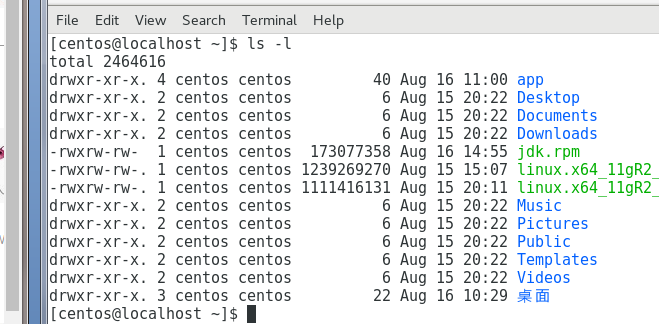 File Edit View Search Terminal Help
[centos@localhost ~]$ ls -l
total 2464616
drwxr-xr-x. 4 centos centos 40 Aug 16 11:00 app
drwxr-xr-x. 2 centos centos 6 Aug 15 20:22 Desktop
drwxr-xr-x. 2 centos centos 6 Aug 15 20:22 Documents
drwxr-xr-x. 2 centos centos 6 Aug 15 20:22 Downloads
-rwxrw-rw- 1 centos centos 173077358 Aug 16 14:55 jdk.rpm
-rwxrw-rw-. 1 centos centos 1239269270 Aug 15 15:07 linux.x64_11gR2_
-rwxrw-rw-. 1 centos centos 1111416131 Aug 15 20:11 linux.x64_11gR2_
drwxr-xr-x. 2 centos centos 6 Aug 15 20:22 Music
drwxr-xr-x. 2 centos centos 6 Aug 15 20:22 Pictures
drwxr-xr-x. 2 centos centos 6 Aug 15 20:22 Public
drwxr-xr-x. 2 centos centos 6 Aug 15 20:22 Templates
drwxr-xr-x. 2 centos centos 6 Aug 15 20:22 Videos
drwxr-xr-x. 3 centos centos 22 Aug 16 10:29 桌面
[centos@localhost ~]$